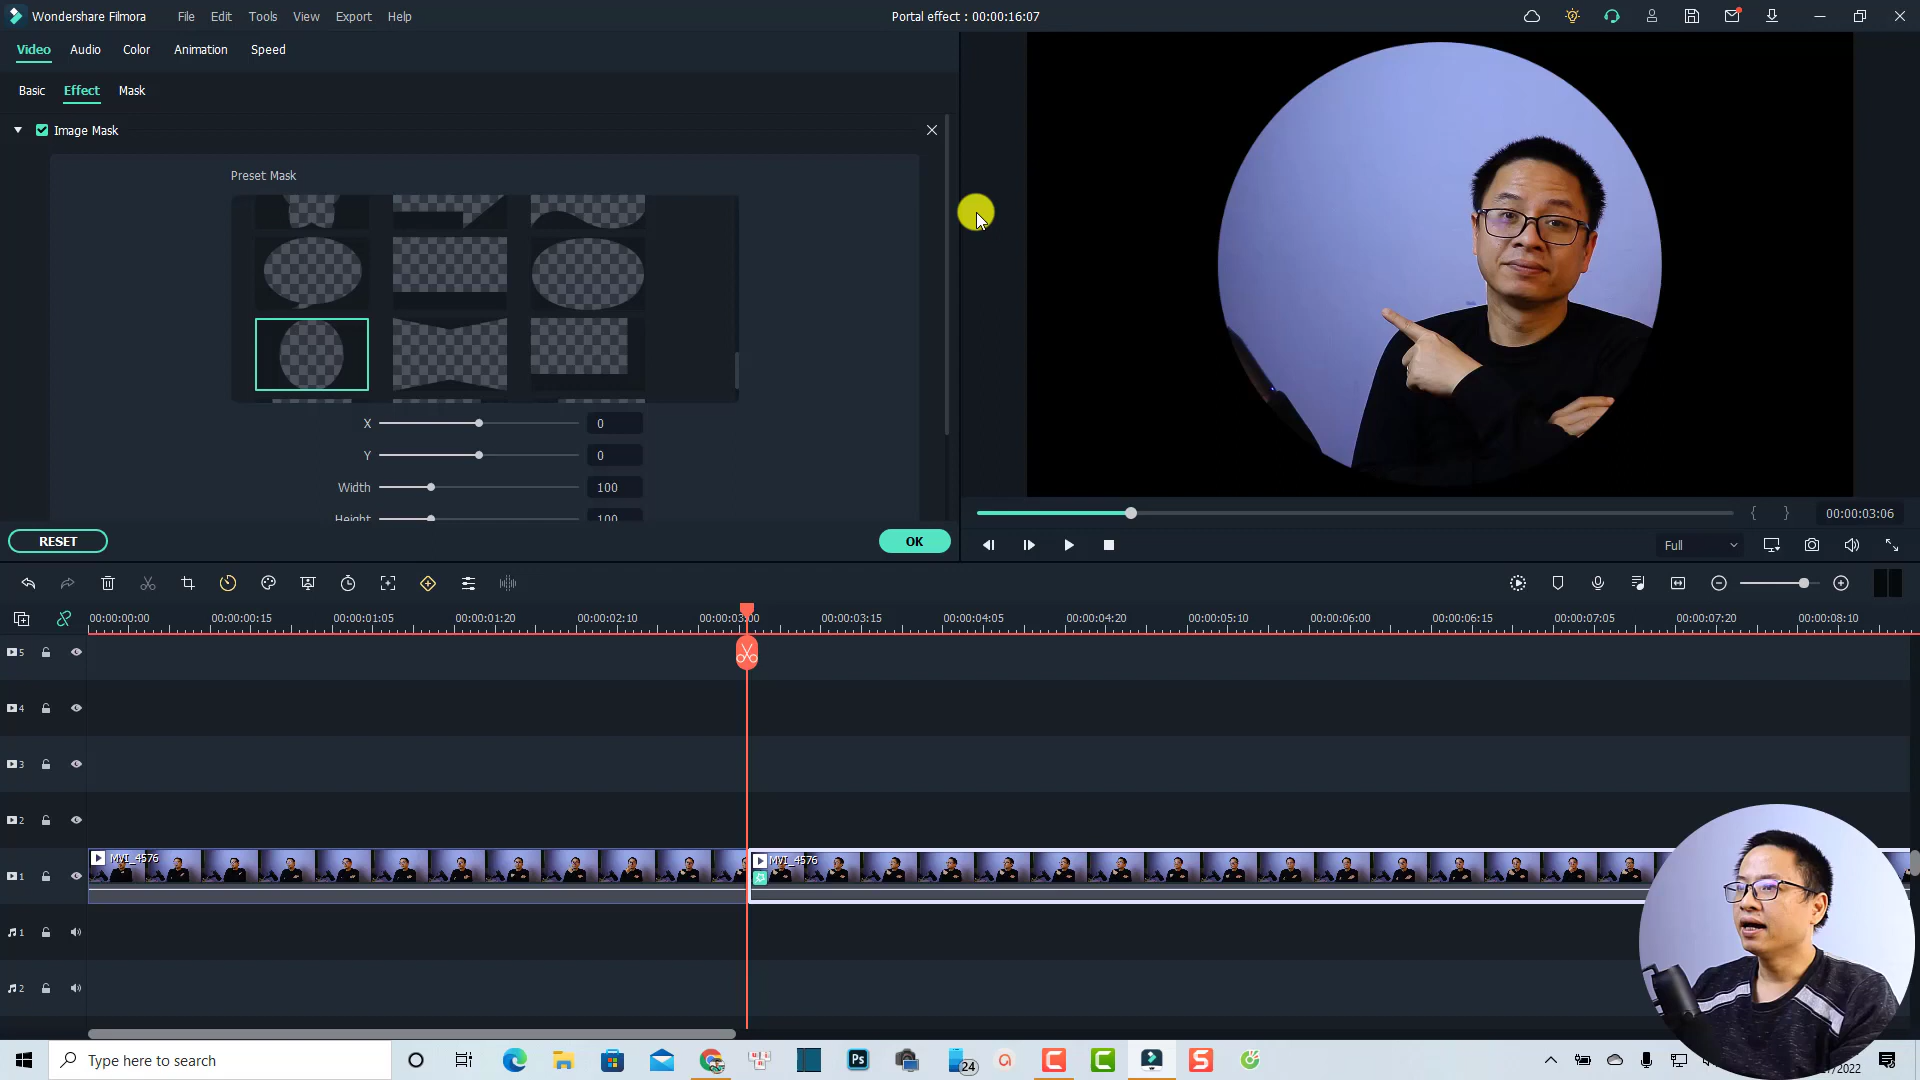 Wondershare Filmora File Edit Tools View Export Help Portal effect : 00:00:16:07
Video Audio Color Animation Speed
Basic Effect Mask
Image Mask
Preset Mask
X 0
Y 0
Width 100
Height 100
RESET OK
00:00:03:06
Full
00:00:00:00 00:00:00:15 00:00:01:05 00:00:01:20 00:00:02:10 00:00:03:00 00:00:03:15 00:00:04:05 00:00:04:20 00:00:05:10 00:00:06:00 00:00:06:15 00:00:07:05 00:00:07:20 00:00:08:10
5
4
3
2
MVI_4576 MVI_4576
1
1
2
Type here to search
Ps
24
C
C
S
/2022